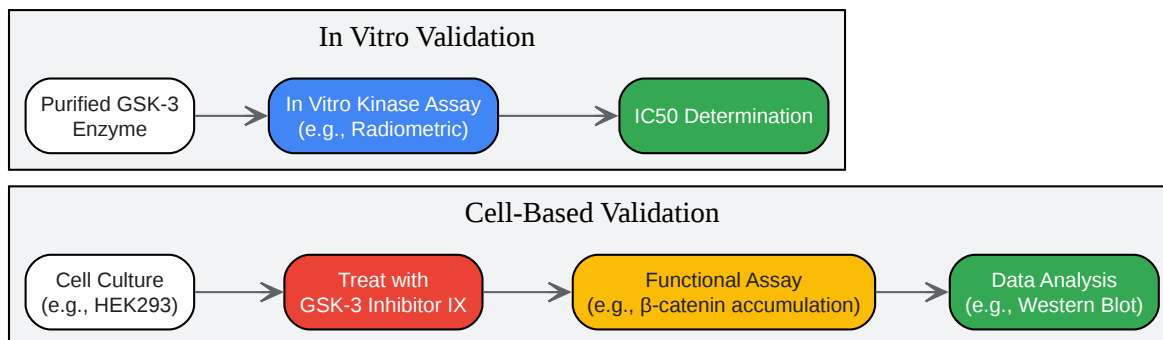 In Vitro Validation
Purified GSK-3
Enzyme
In Vitro Kinase Assay
(e.g., Radiometric)
IC50 Determination
Cell-Based Validation
Cell Culture
(e.g., HEK293)
Treat with
GSK-3 Inhibitor IX
Functional Assay
(e.g., β-catenin accumulation)
Data Analysis
(e.g., Western Blot)